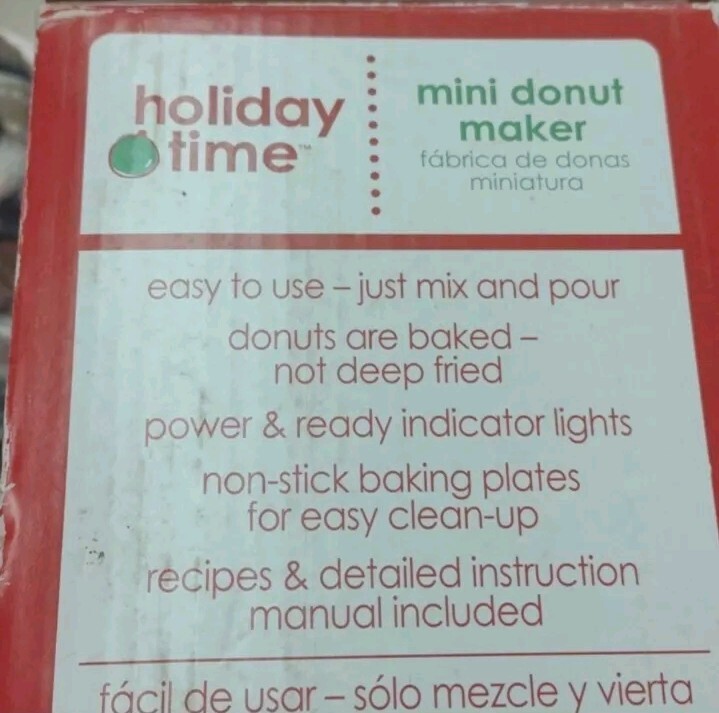 holiday
time™
mini donut
maker
fábrica de donas
miniatura
easy to use – just mix and pour
donuts are baked –
not deep fried
power & ready indicator lights
non-stick baking plates
for easy clean-up
recipes & detailed instruction
manual included
fácil de usar – sólo mezcle y vierta